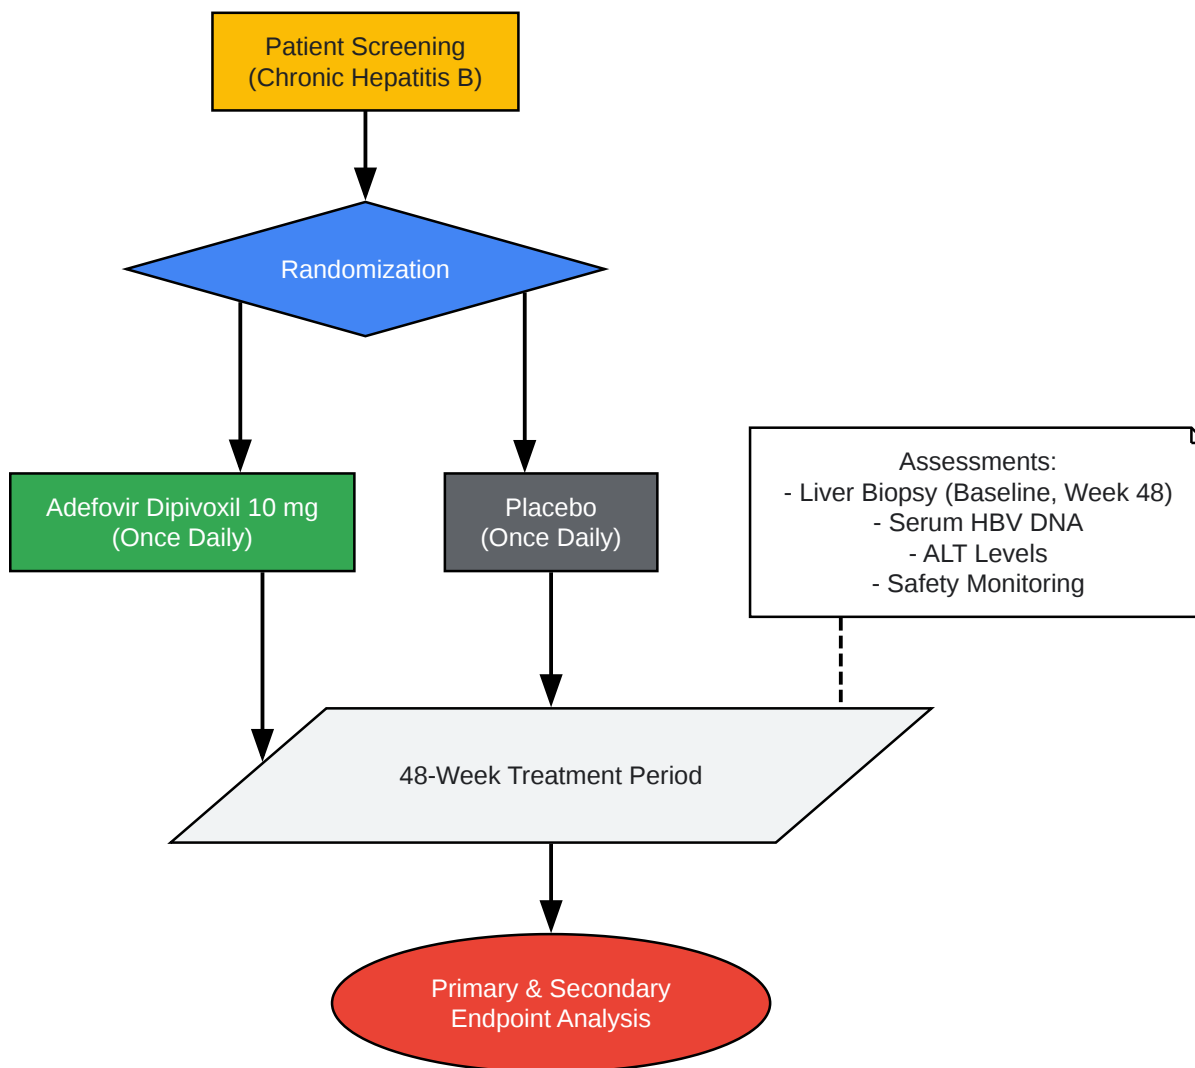 Patient Screening
(Chronic Hepatitis B)
Randomization
Adefovir Dipivoxil 10 mg
(Once Daily)
Placebo
(Once Daily)
Assessments:
- Liver Biopsy (Baseline, Week 48)
- Serum HBV DNA
- ALT Levels
- Safety Monitoring
48-Week Treatment Period
Primary & Secondary
Endpoint Analysis